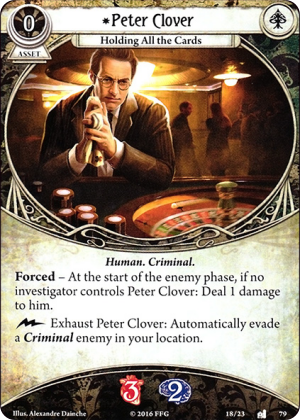 0
Peter Clover
ASSET
Holding All the Cards
Human. Criminal.
Forced – At the start of the enemy phase, if no
investigator controls Peter Clover: Deal 1 damage
to him.
Exhaust Peter Clover: Automatically evade
a Criminal enemy in your location.
3 2
Illus. Alexandre Dainche © 2016 FFG 18/23 79